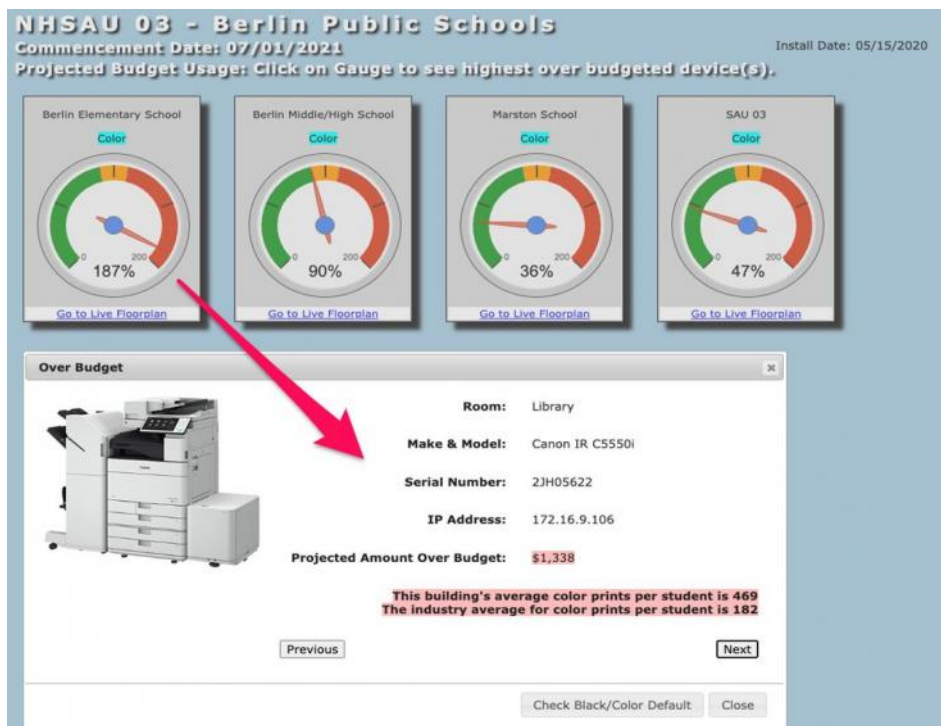 NHSAU 03 - Berlin Public Schools
Commencement Date: 07/01/2021
Install Date: 05/15/2020
Projected Budget Usage: Click on Gauge to see highest over budgeted device(s).
Berlin Elementary School
Color
0 200
187%
Go to Live Floorplan
Berlin Middle/High School
Color
0 200
90%
Go to Live Floorplan
Marston School
Color
0 200
36%
Go to Live Floorplan
SAU 03
Color
0 200
47%
Go to Live Floorplan
Over Budget
Room: Library
Make & Model: Canon IR C5550i
Serial Number: 2JH05622
IP Address: 172.16.9.106
Projected Amount Over Budget: $1,338
This building's average color prints per student is 469
The industry average for color prints per student is 182
Previous
Next
Check Black/Color Default
Close